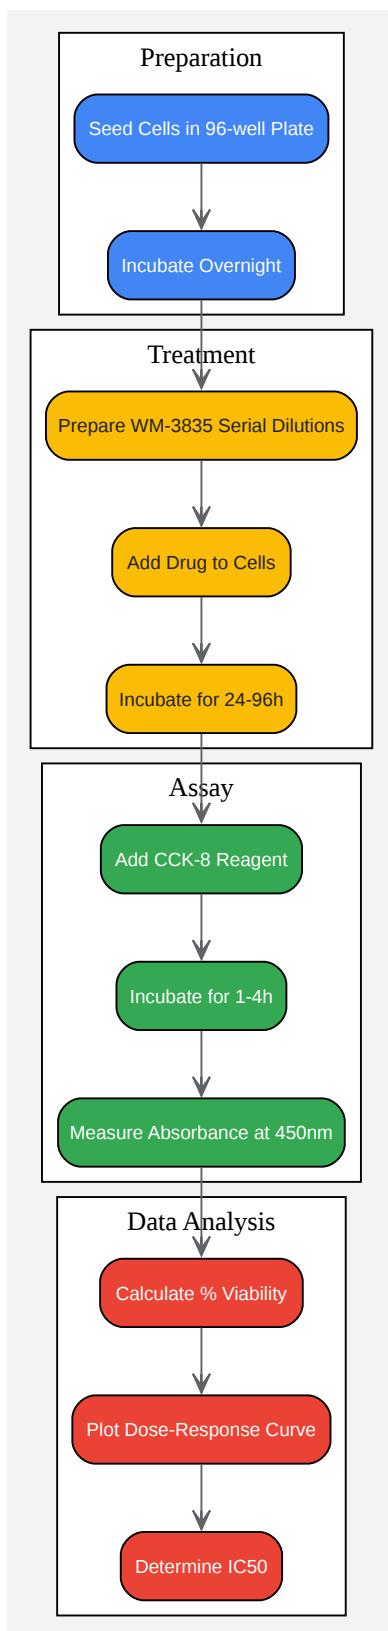 Preparation
Seed Cells in 96-well Plate
Incubate Overnight
Treatment
Prepare WM-3835 Serial Dilutions
Add Drug to Cells
Incubate for 24-96h
Assay
Add CCK-8 Reagent
Incubate for 1-4h
Measure Absorbance at 450nm
Data Analysis
Calculate % Viability
Plot Dose-Response Curve
Determine IC50